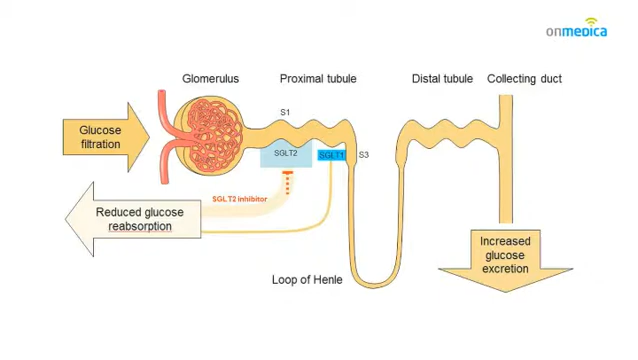 onmedica
Glomerulus
Proximal tubule
Distal tubule
Collecting duct
S1
Glucose
filtration
SGLT2
SGLT1
S3
SGLT2 inhibitor
Reduced glucose
reabsorption
Increased
glucose
excretion
Loop of Henle